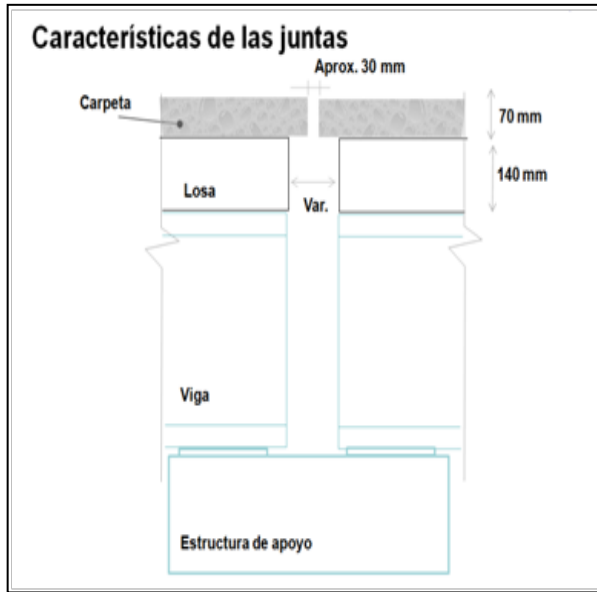 Características de las juntas
Aprox. 30 mm
Carpeta
70 mm
140 mm
Losa
Var.
Viga
Estructura de apoyo